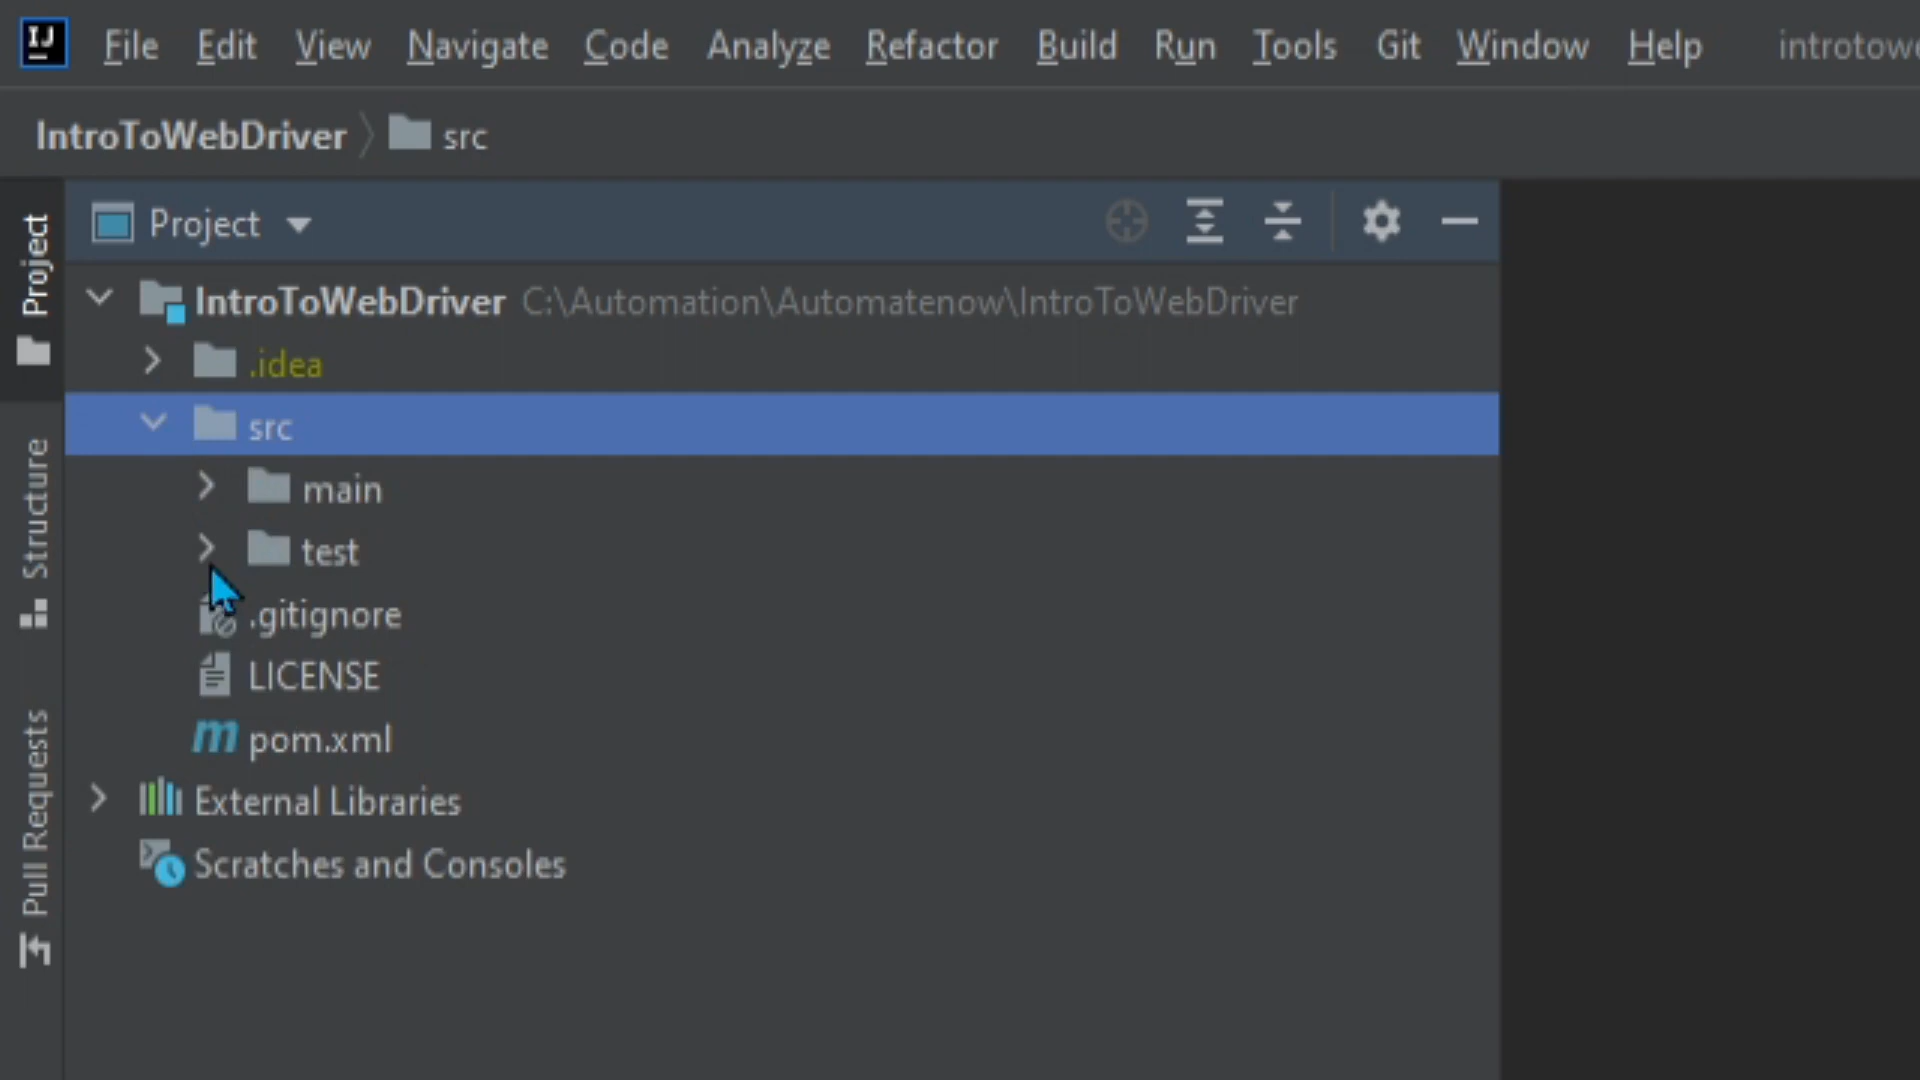 IJ
File Edit View Navigate Code Analyze Refactor Build Run Tools Git Window Help introtowe
IntroToWebDriver src
Project
Project
IntroToWebDriver C:\Automation\Automatenow\IntroToWebDriver
.idea
src
main
Structure
test
.gitignore
LICENSE
pom.xml
Pull Requests
External Libraries
Scratches and Consoles